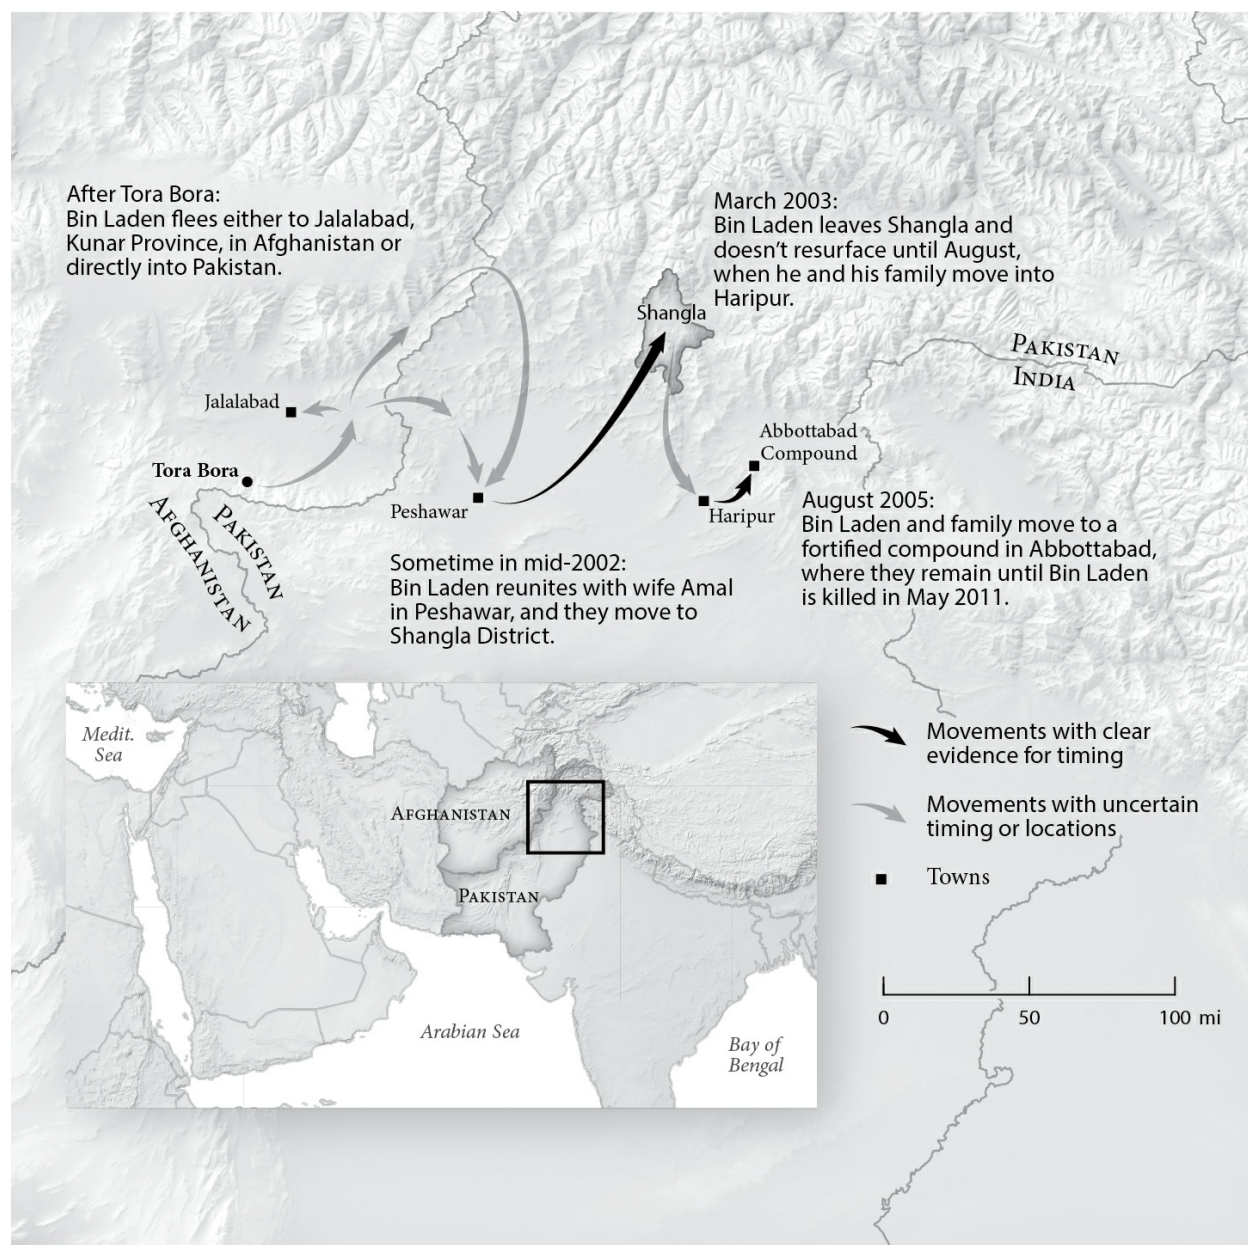 After Tora Bora:
Bin Laden flees either to Jalalabad,
Kunar Province, in Afghanistan or
directly into Pakistan.
March 2003:
Bin Laden leaves Shangla and
doesn’t resurface until August,
when he and his family move into
Haripur.
Shangla
PAKISTAN
INDIA
Jalalabad
Abbottabad
Compound
Tora Bora
Peshawar
Haripur
AFGHANISTAN
PAKISTAN
August 2005:
Bin Laden and family move to a
fortified compound in Abbottabad,
where they remain until Bin Laden
is killed in May 2011.
Sometime in mid-2002:
Bin Laden reunites with wife Amal
in Peshawar, and they move to
Shangla District.
Medit.
Sea
AFGHANISTAN
PAKISTAN
Arabian Sea
Bay of
Bengal
Movements with clear
evidence for timing
Movements with uncertain
timing or locations
Towns
0 50 100 mi